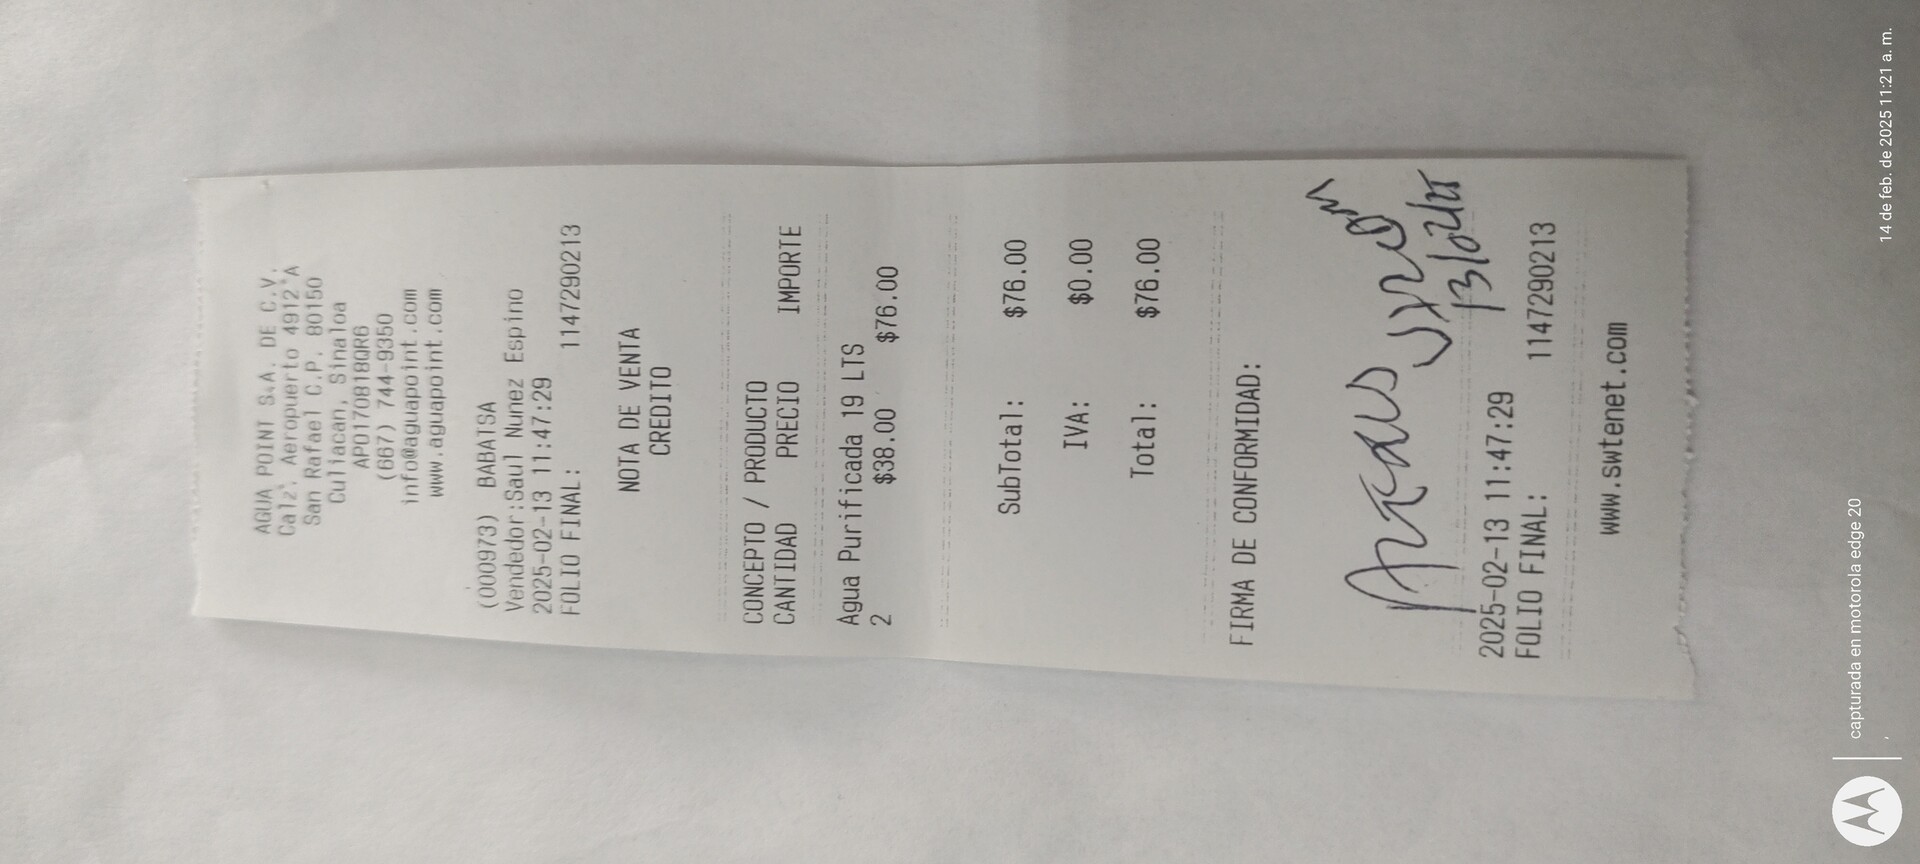 AGUA POINT S.A. DE C.V.
Calz. Aeropuerto 4912 "A
San Rafael C.P. 80150
Culiacan, Sinaloa
APO170818QR6
(667) 744-9350
info@aguapoint.com
www.aguapoint.com
(000973) BABATSA
Vendedor:Saul Nunez Espino
2025-02-13 11:47:29
FOLIO FINAL: 1147290213
NOTA DE VENTA
CREDITO
CONCEPTO / PRODUCTO
CANTIDAD PRECIO IMPORTE
Agua Purificada 19 LTS
2 $38.00 $76.00
SubTotal: $76.00
IVA: $0.00
Total: $76.00
FIRMA DE CONFORMIDAD:
2025-02-13 11:47:29
FOLIO FINAL: 1147290213
www.swtenet.com
capturada en motorola edge 20
14 de feb. de 2025 11:21 a. m.